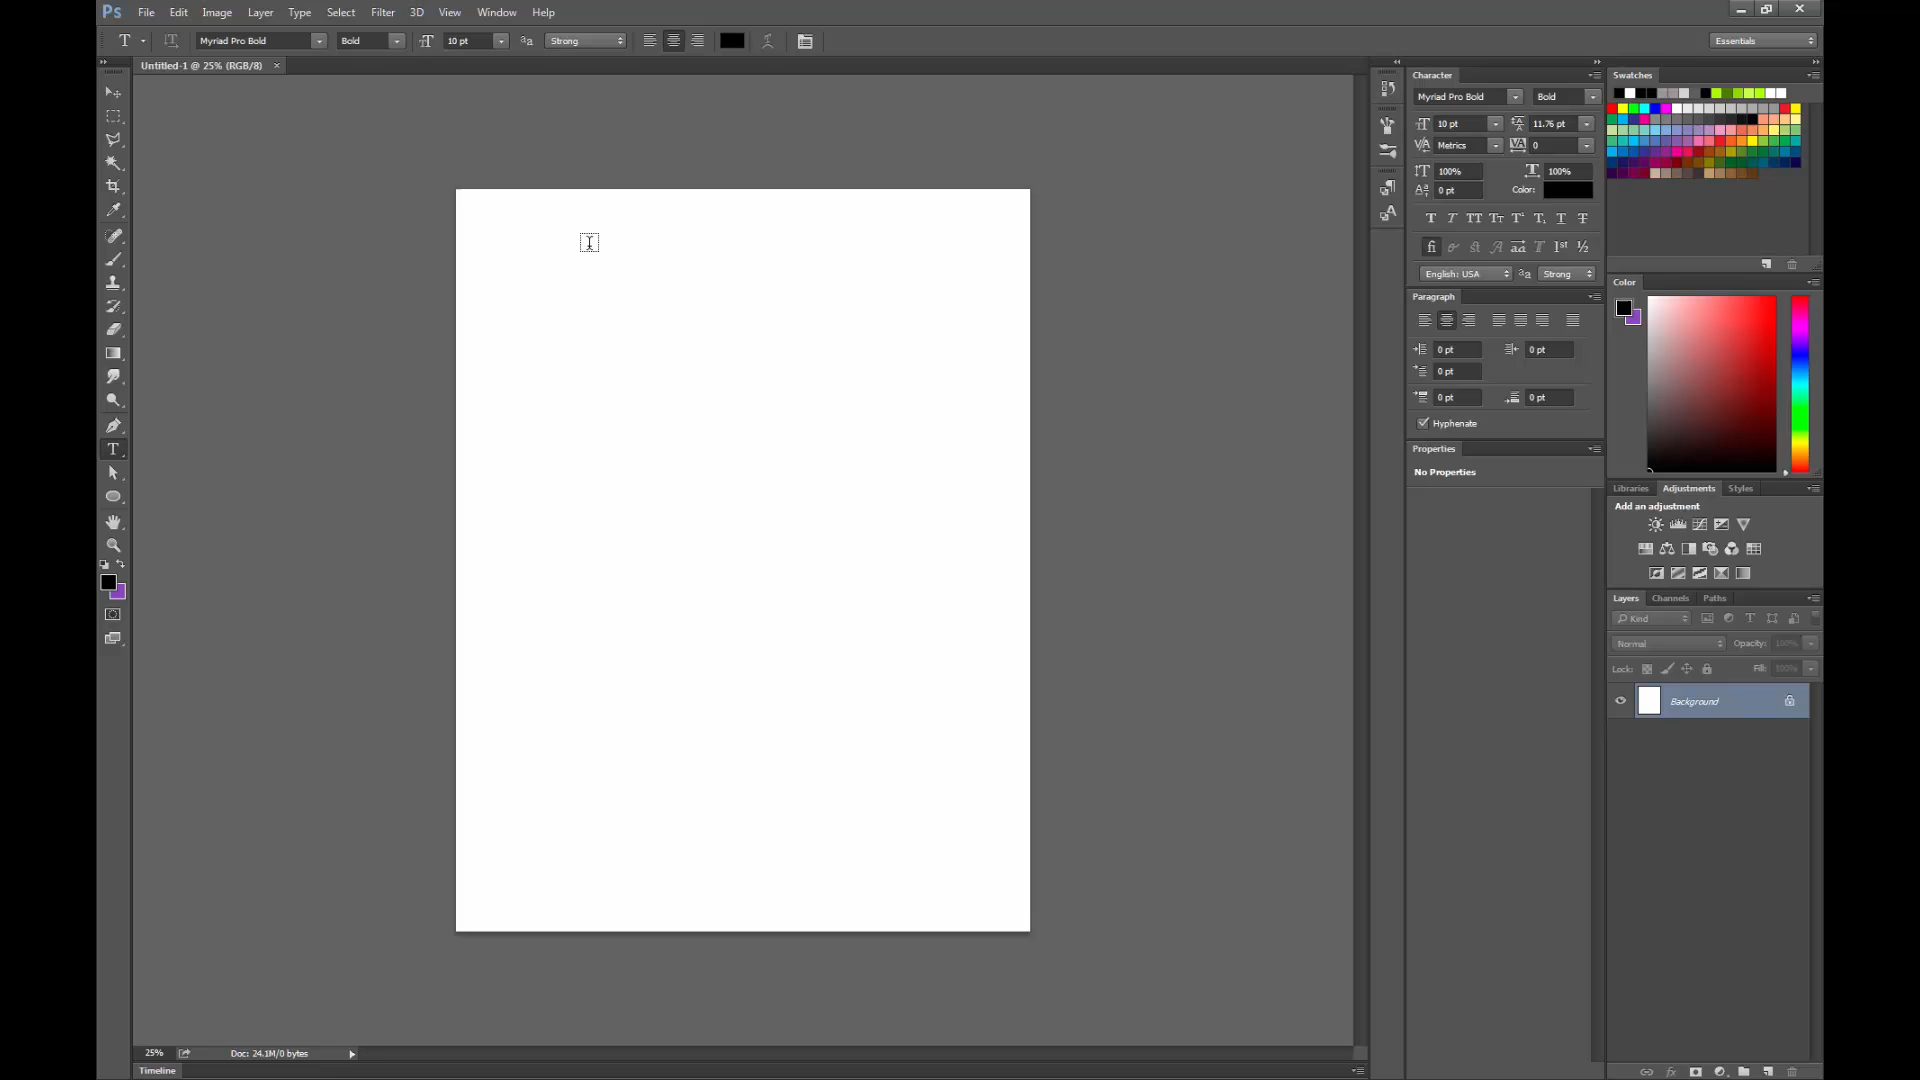 Ps File Edit Image Layer Type Select Filter 3D View Window Help
T Myriad Pro Bold Bold 10 pt aa Strong Essentials
Untitled-1 @ 25% (RGB/8) ×
Character
Myriad Pro Bold Bold
10 pt 11.76 pt
Metrics 0
100% 100%
0 pt Color:
English: USA Strong
Paragraph
0 pt 0 pt
0 pt
0 pt 0 pt
Hyphenate
Properties
No Properties
Swatches
Color
Libraries Adjustments Styles
Add an adjustment
Layers Channels Paths
Kind
Normal Opacity: 100%
Lock: Fill: 100%
Background
25% Doc: 24.1M/0 bytes
Timeline